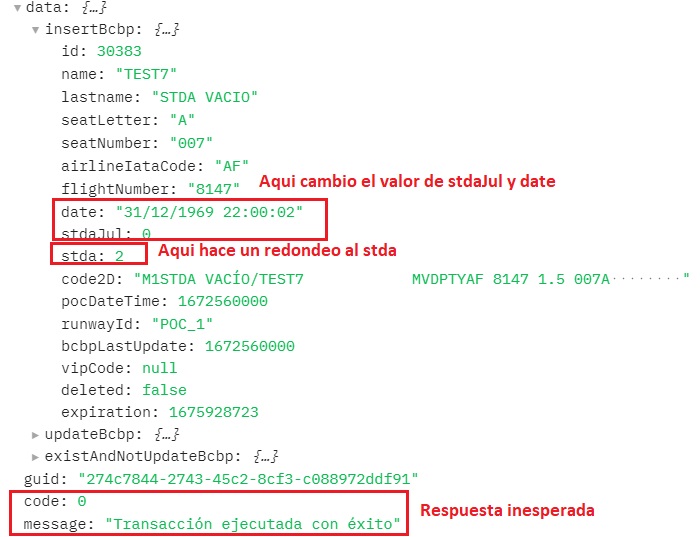 ▼ data: {…}
▼ insertBcbp: {…}
id: 30383
name: "TEST7"
lastname: "STDA VACIO"
seatLetter: "A"
seatNumber: "007"
airlineIataCode: "AF"
flightNumber: "8147"
Aqui cambio el valor de stdaJul y date
date: "31/12/1969 22:00:02"
stdaJul: 0
stda: 2
Aqui hace un redondeo al stda
code2D: "M1STDA VACÍO/TEST7           MVDPTYAF 8147 1.5 007A········"
pocDateTime: 1672560000
runwayId: "POC_1"
bcbpLastUpdate: 1672560000
vipCode: null
deleted: false
expiration: 1675928723
▶ updateBcbp: {…}
▶ existAndNotUpdateBcbp: {…}
guid: "274c7844-2743-45c2-8cf3-c088972ddf91"
code: 0
message: "Transacción ejecutada con éxito"
Respuesta inesperada